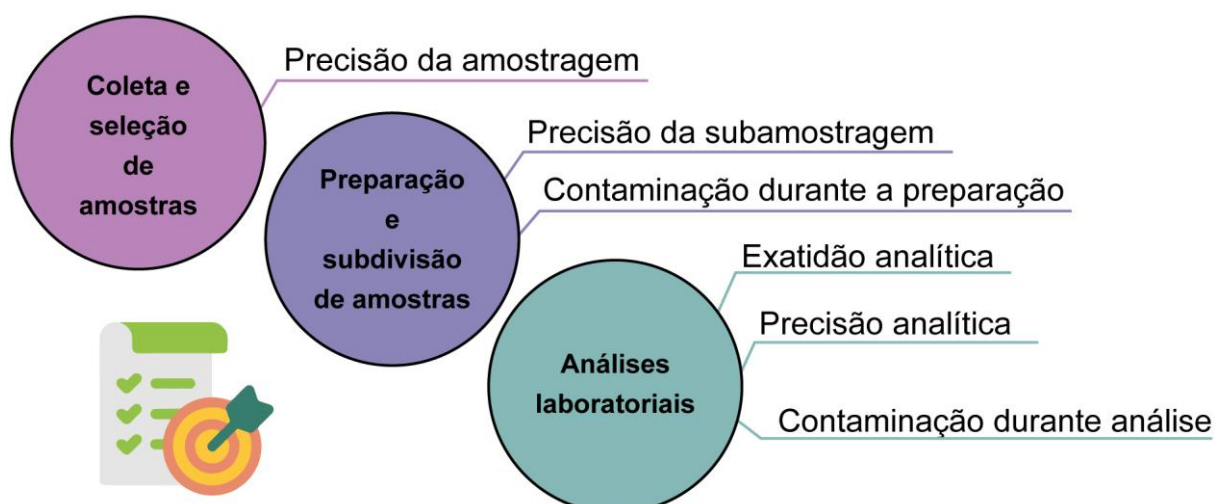 Coleta e
seleção
de
amostras
Precisão da amostragem
Preparação
e
subdivisão
de amostras
Precisão da subamostragem
Contaminação durante a preparação
Análises
laboratoriais
Exatidão analítica
Precisão analítica
Contaminação durante análise